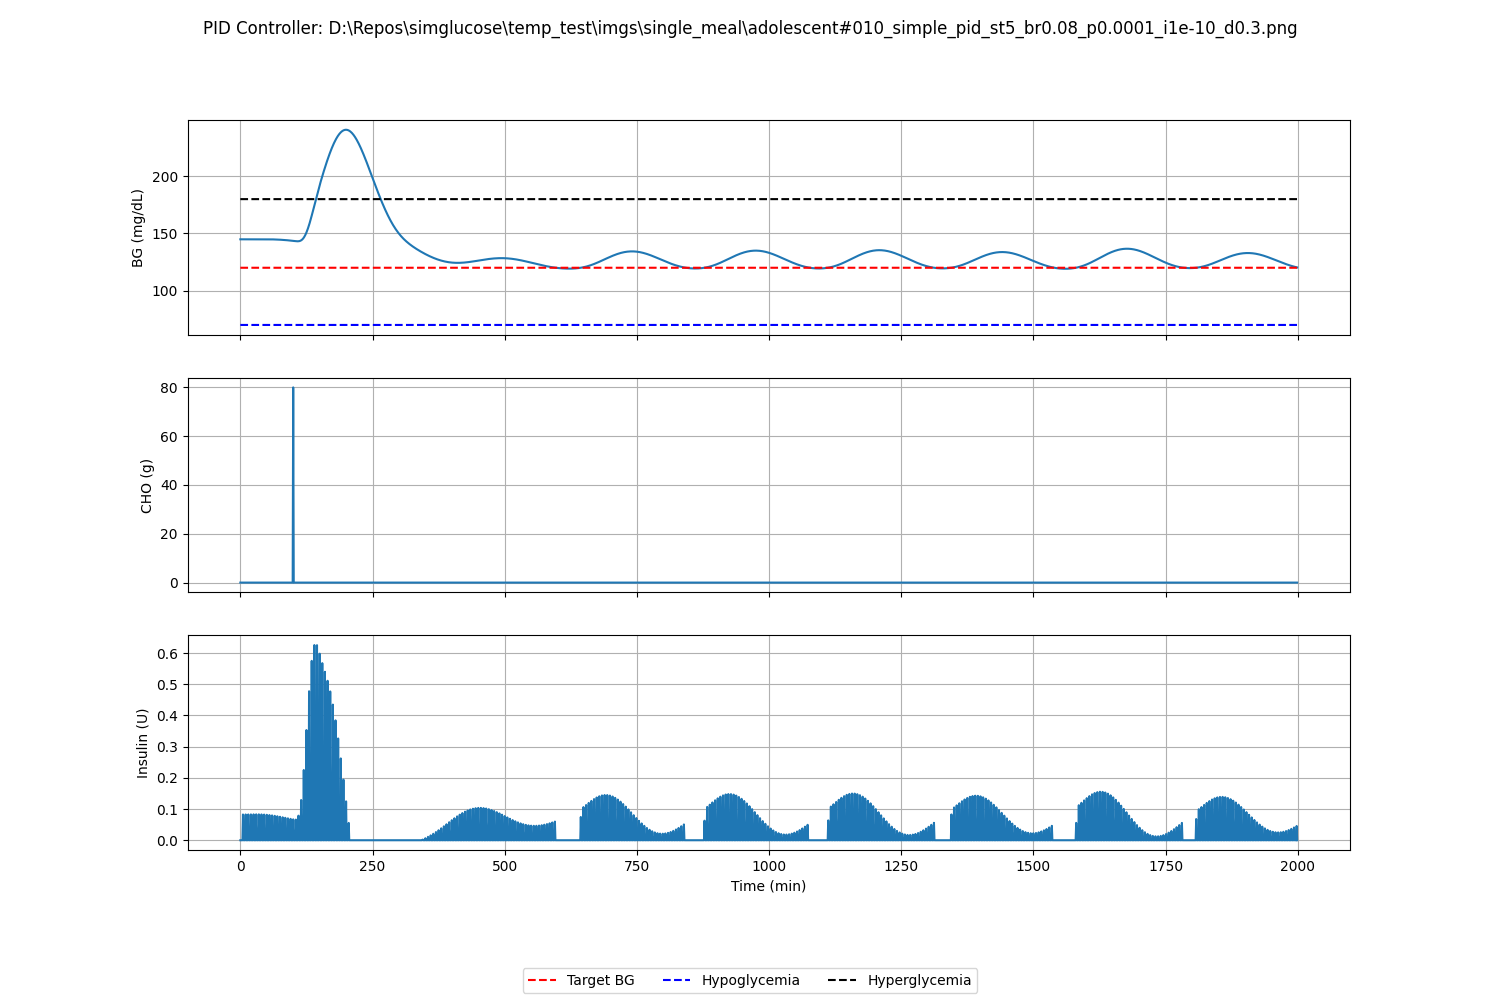 PID Controller: D:\Repos\simglucose\temp_test\imgs\single_meal\adolescent#010_simple_pid_st5_br0.08_p0.0001_i1e-10_d0.3.png
BG (mg/dL)
200
150
100
CHO (g)
80
60
40
20
0
Insulin (U)
0.6
0.5
0.4
0.3
0.2
0.1
0.0
0 250 500 750 1000 1250 1500 1750 2000
Time (min)
Target BG Hypoglycemia Hyperglycemia